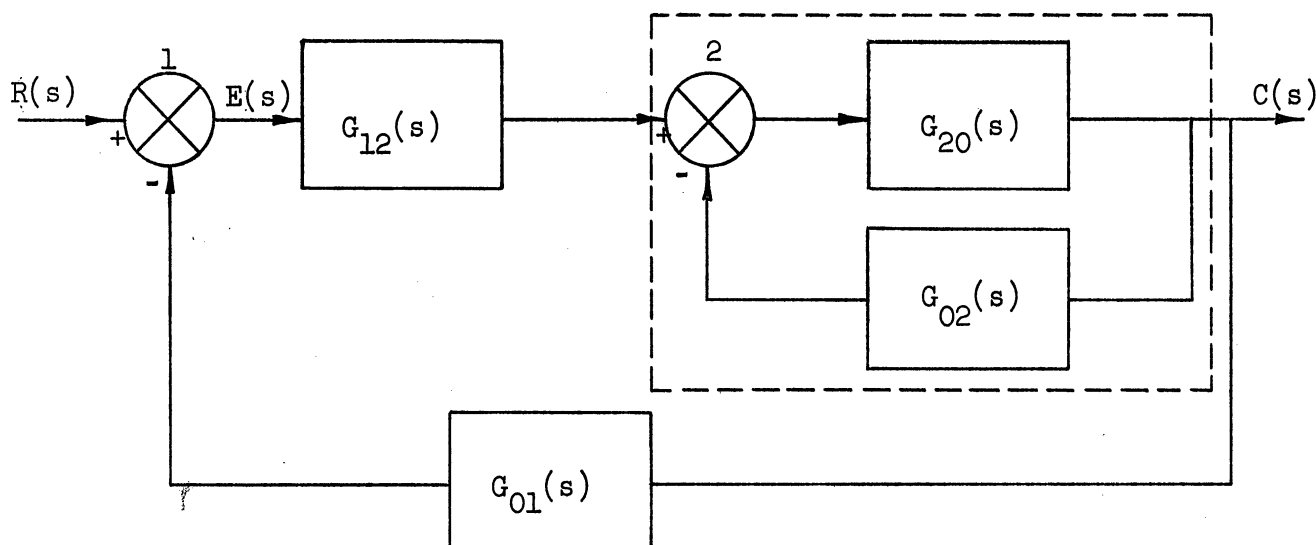 1
2
R(s)
E(s)
C(s)
+
-
G12(s)
+
-
G20(s)
G02(s)
G01(s)